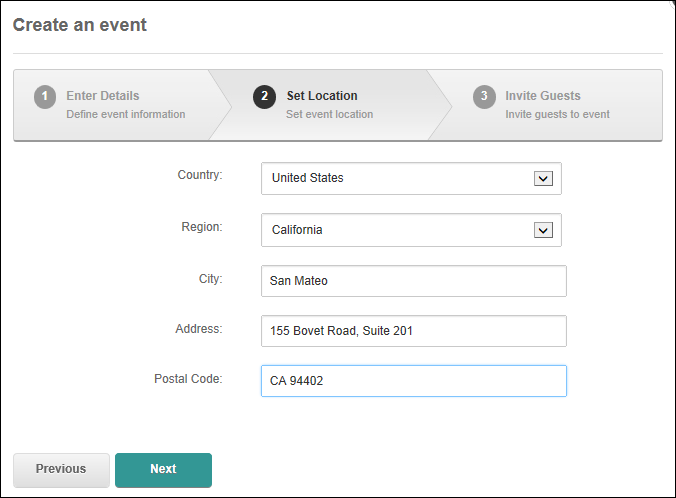 Create an event
1 Enter Details
Define event information
2 Set Location
Set event location
3 Invite Guests
Invite guests to event
Country: United States
Region: California
City: San Mateo
Address: 155 Bovet Road, Suite 201
Postal Code: CA 94402
Previous Next